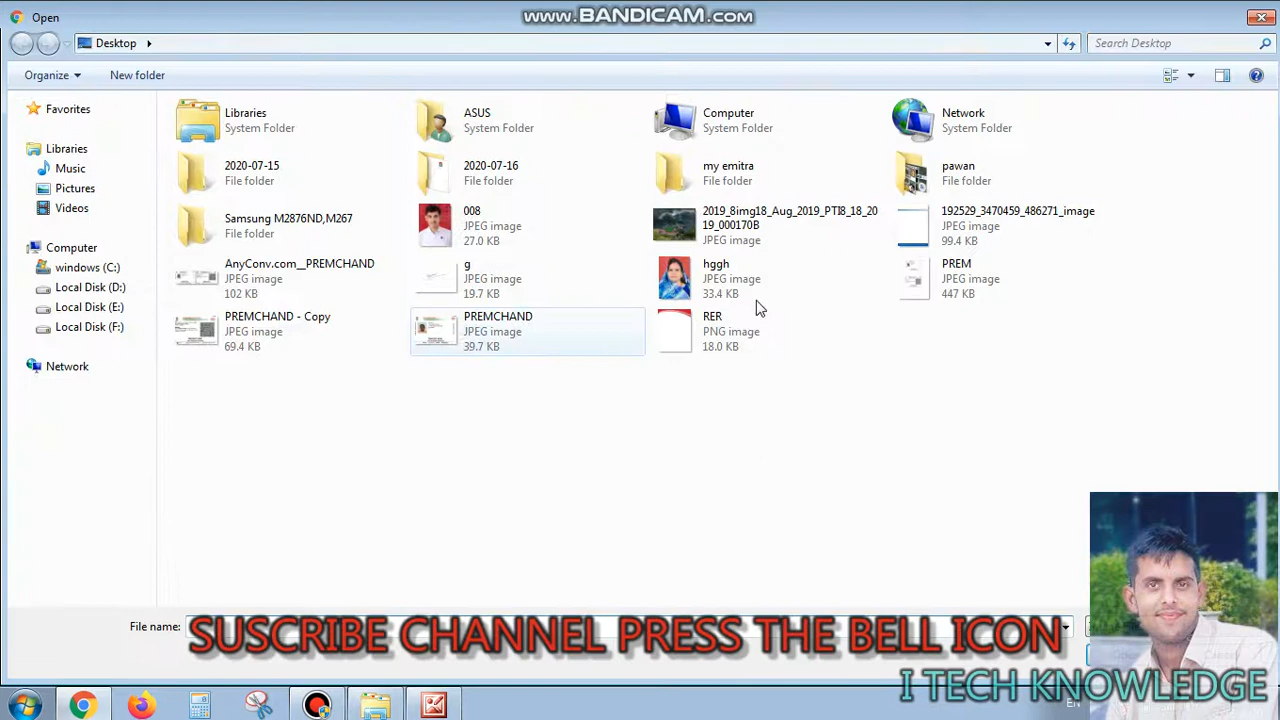 Open
www.BANDICAM.com
Desktop
Search Desktop
Organize
New folder
Favorites
Libraries
Music
Pictures
Videos
Computer
windows (C:)
Local Disk (D:)
Local Disk (E:)
Local Disk (F:)
Network
Libraries
System Folder
ASUS
System Folder
Computer
System Folder
Network
System Folder
2020-07-15
File folder
2020-07-16
File folder
my emitra
File folder
pawan
File folder
Samsung M2876ND,M267
File folder
008
JPEG image
27.0 KB
2019_8img18_Aug_2019_PTI8_18_20
19_000170B
JPEG image
192529_3470459_486271_image
JPEG image
99.4 KB
AnyConv.com__PREMCHAND
JPEG image
102 KB
g
JPEG image
19.7 KB
hggh
JPEG image
33.4 KB
PREM
JPEG image
447 KB
PREMCHAND - Copy
JPEG image
69.4 KB
PREMCHAND
JPEG image
39.7 KB
RER
PNG image
18.0 KB
File name:
SUSCRIBE CHANNEL PRESS THE BELL ICON
I TECH KNOWLEDGE
EN